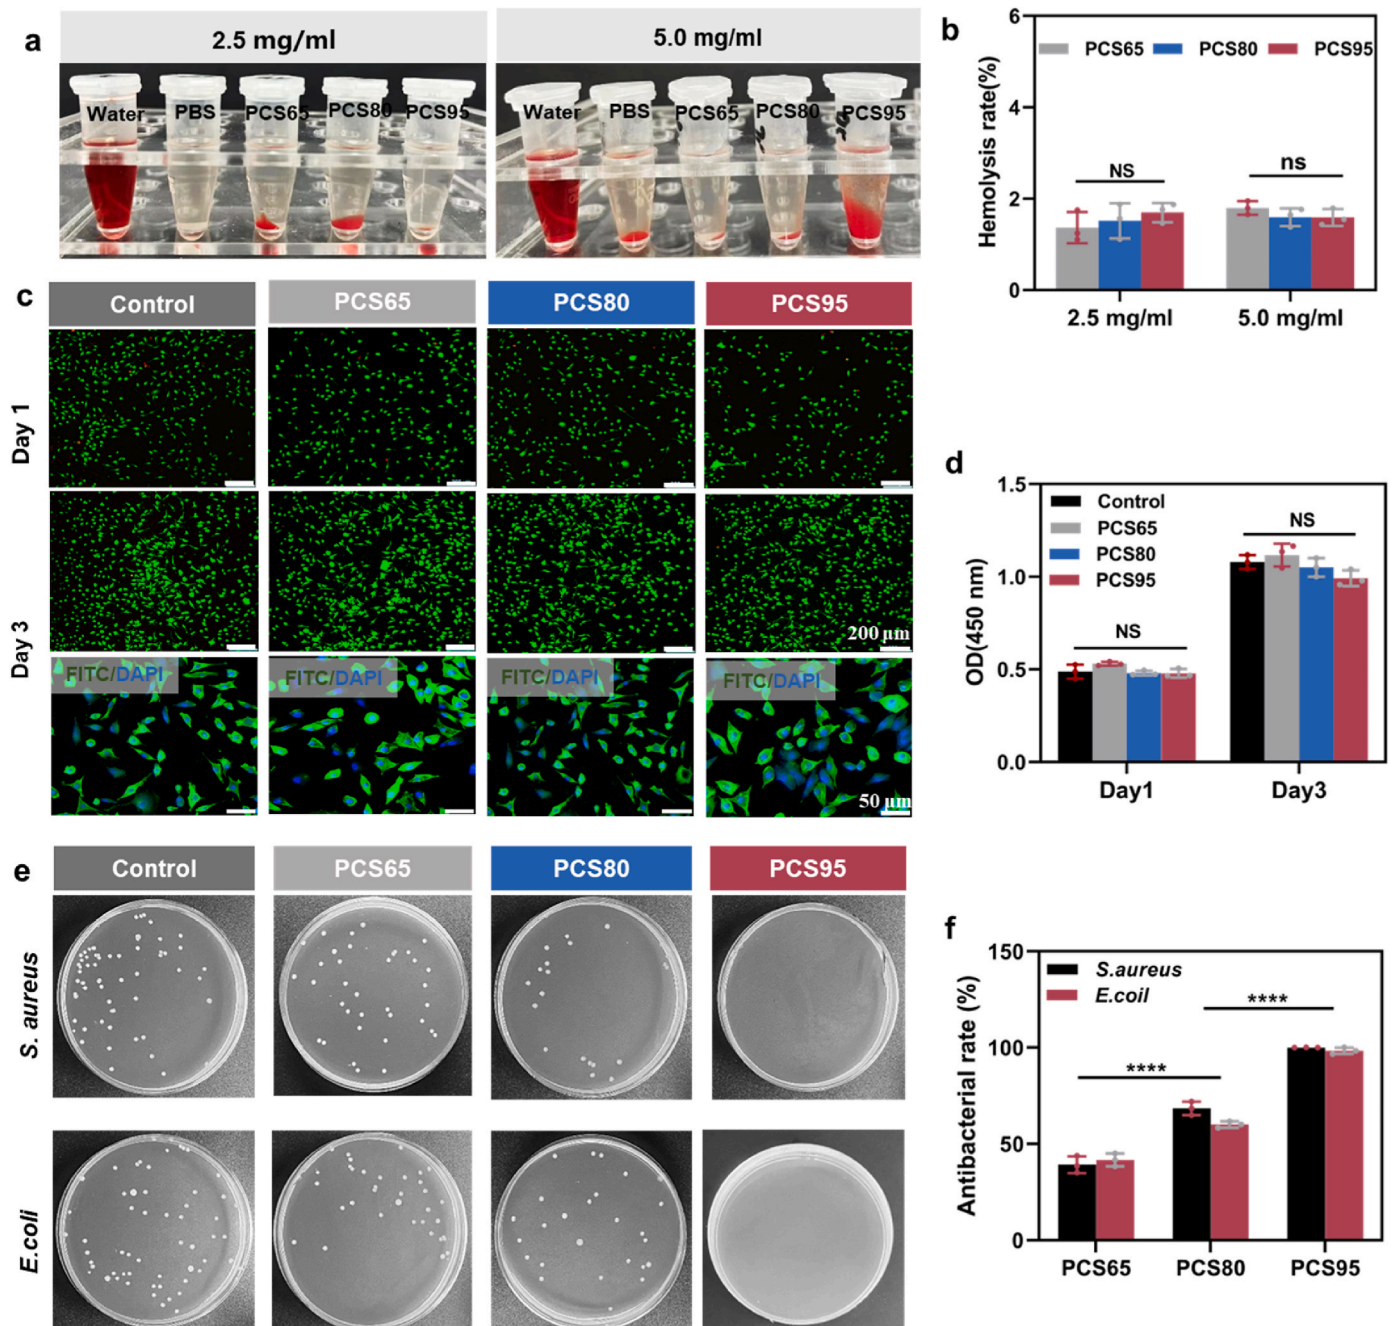 a
2.5 mg/ml
5.0 mg/ml
Water PBS PCS65 PCS80 PCS95
Water PBS PCS65 PCS80 PCS95
b
6
4
2
0
Hemolysis rate(%)
PCS65 PCS80 PCS95
NS
ns
2.5 mg/ml 5.0 mg/ml
c
Control PCS65 PCS80 PCS95
Day 1
Day 3
200 μm
FITC/DAPI FITC/DAPI FITC/DAPI FITC/DAPI
50 μm
d
1.5
1.0
0.5
0.0
OD(450 nm)
Control
PCS65
PCS80
PCS95
NS
NS
Day1 Day3
e
Control PCS65 PCS80 PCS95
S. aureus
E.coli
f
150
100
50
0
Antibacterial rate (%)
S.aureus
E.coil
****
****
PCS65 PCS80 PCS95